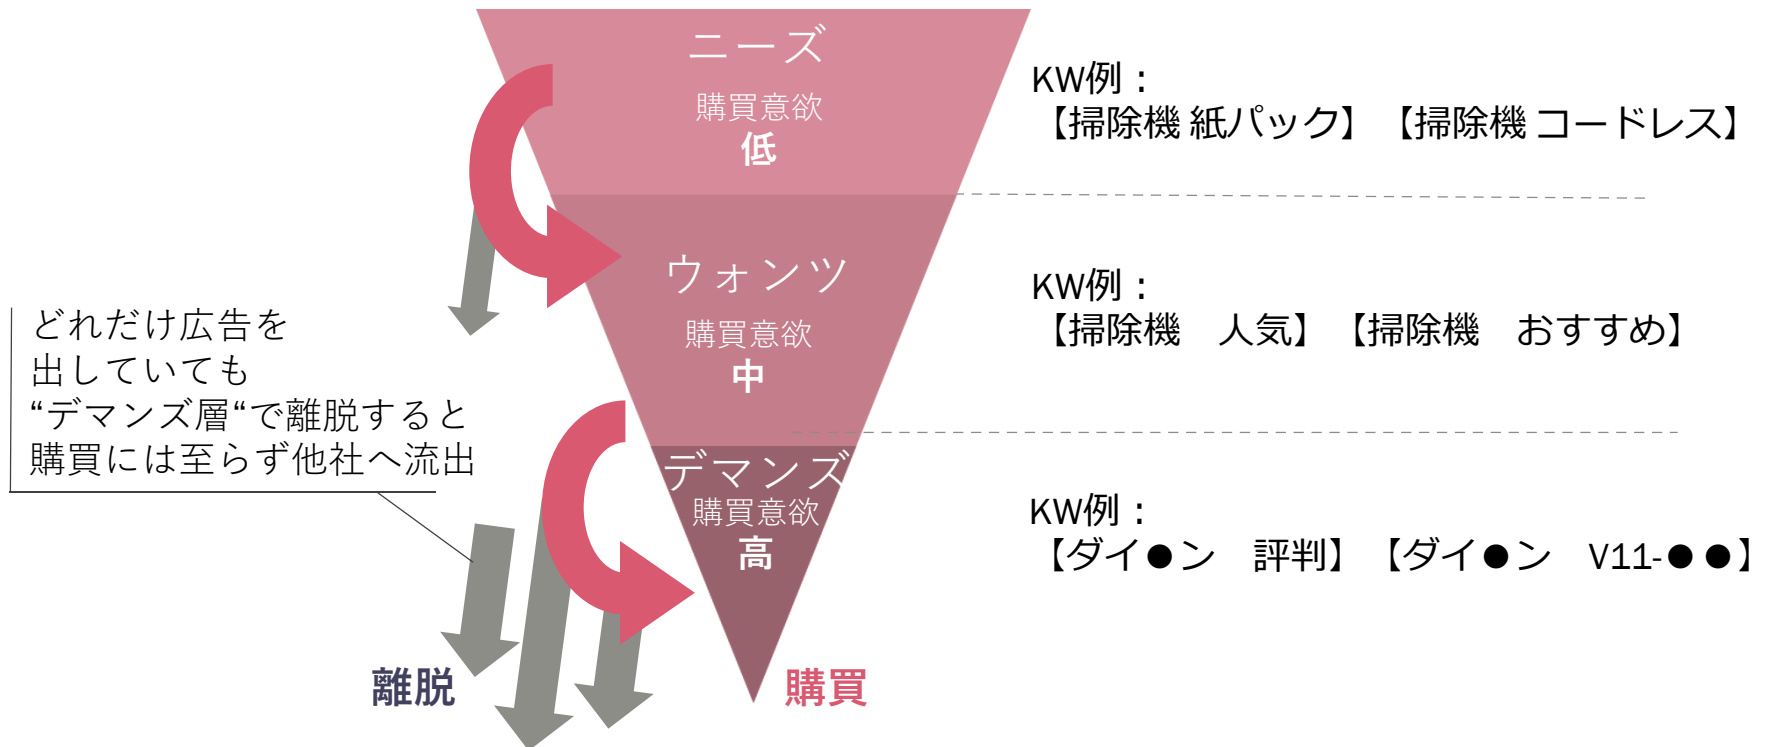 ニーズ
購買意欲
低
KW例：
【掃除機 紙パック】 【掃除機 コードレス】
ウォンツ
購買意欲
中
KW例：
【掃除機　人気】 【掃除機　おすすめ】
どれだけ広告を
出していても
“デマンズ層“で離脱すると
購買には至らず他社へ流出
デマンズ
購買意欲
高
KW例：
【ダイ●ン　評判】 【ダイ●ン　V11-●●】
離脱
購買